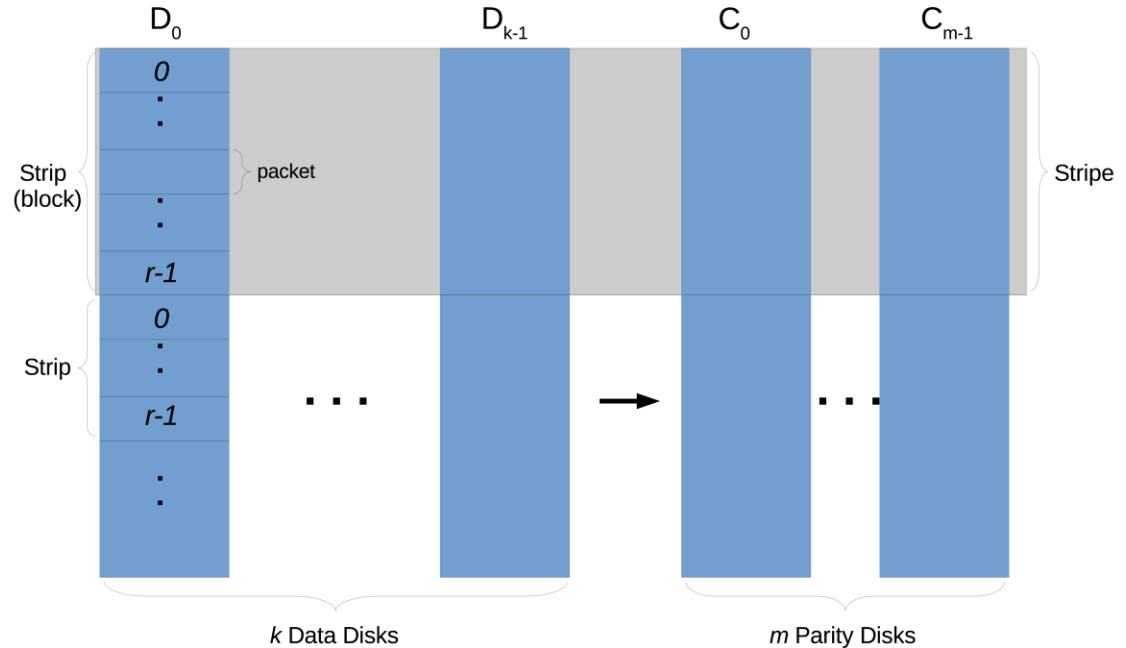 D₀
Dₖ₋₁
C₀
Cₘ₋₁
0
Strip
(block)
packet
Stripe
r-1
0
Strip
r-1
k Data Disks
m Parity Disks